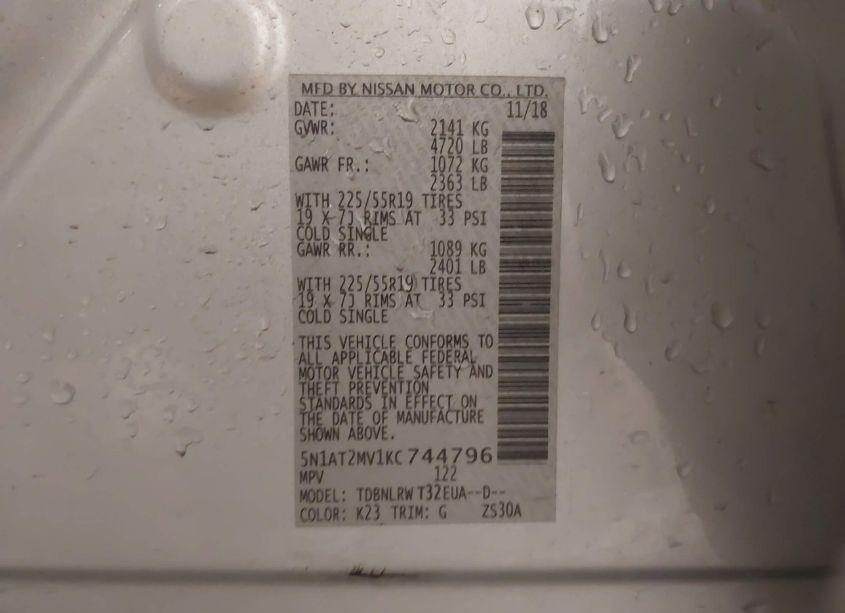 MFD BY NISSAN MOTOR CO., LTD.
DATE: 11/18
GVWR: 2141 KG
4720 LB
GAWR FR.: 1072 KG
2363 LB
WITH 225/55R19 TIRES
19 X 7J RIMS AT 33 PSI
COLD SINGLE
GAWR RR.: 1089 KG
2401 LB
WITH 225/55R19 TIRES
19 X 7J RIMS AT 33 PSI
COLD SINGLE
THIS VEHICLE CONFORMS TO
ALL APPLICABLE FEDERAL
MOTOR VEHICLE SAFETY AND
THEFT PREVENTION
STANDARDS IN EFFECT ON
THE DATE OF MANUFACTURE
SHOWN ABOVE.
5N1AT2MV1KC744796
MPV 122
MODEL: TDBNLRW T32EUA--D--
COLOR: K23 TRIM: G ZS30A